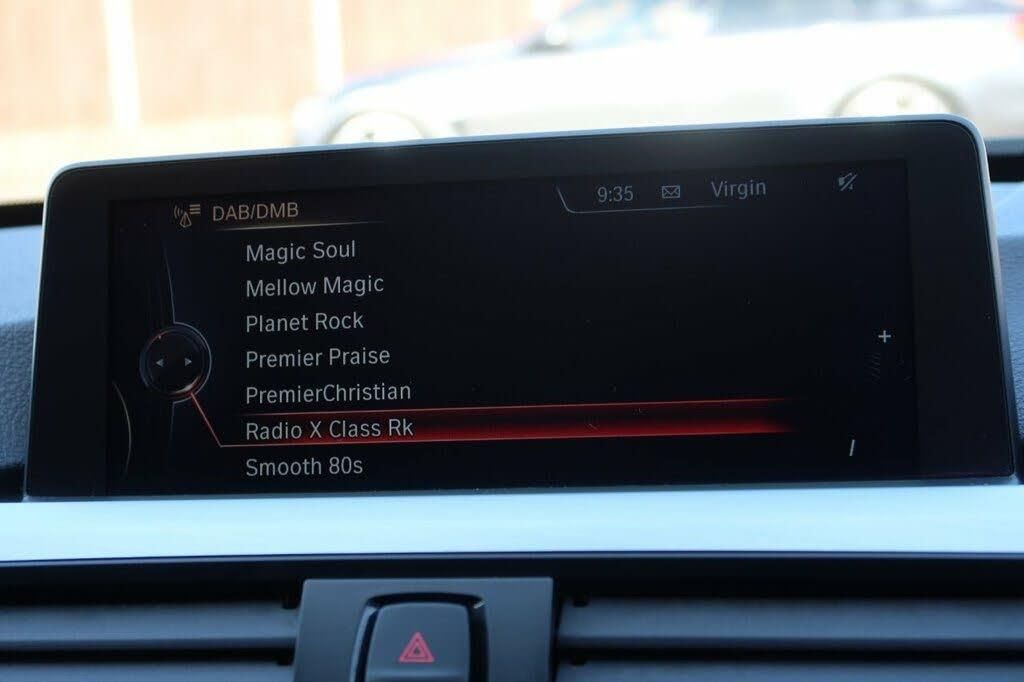 DAB/DMB
9:35 Virgin
Magic Soul
Mellow Magic
Planet Rock
Premier Praise
PremierChristian
Radio X Class Rk
Smooth 80s